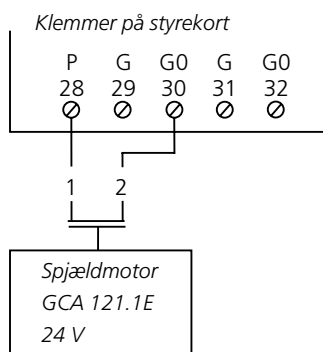 Klemmer på styrekort
P G G0 G G0
28 29 30 31 32
1 2
Spjældmotor
GCA 121.1E
24 V